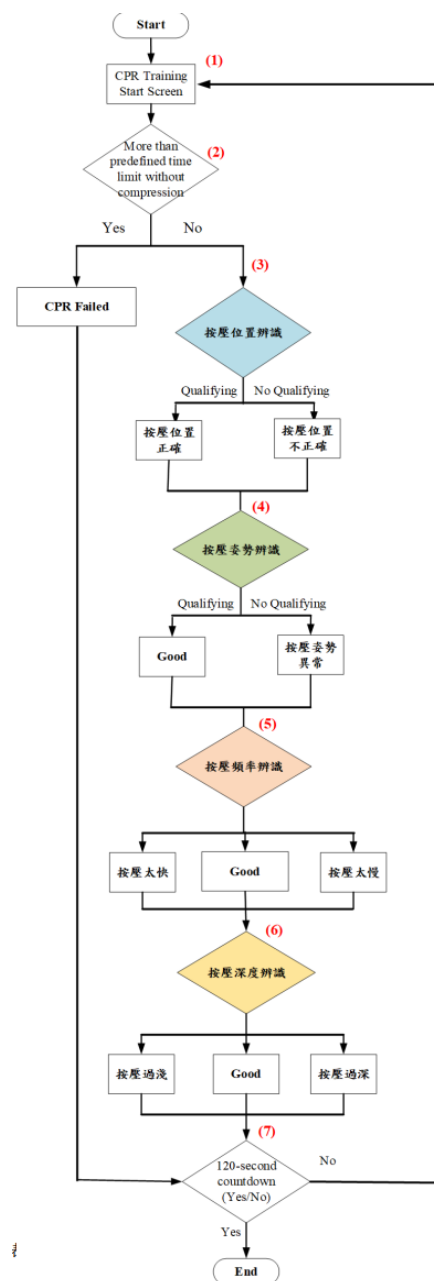 Start
(1)
CPR Training
Start Screen
(2)
More than
predefined time
limit without
compression
Yes
No
(3)
CPR Failed
按壓位置辨識
Qualifying
No Qualifying
按壓位置
正確
按壓位置
不正確
(4)
按壓姿勢辨識
Qualifying
No Qualifying
Good
按壓姿勢
異常
(5)
按壓頻率辨識
按壓太快
Good
按壓太慢
(6)
按壓深度辨識
按壓過淺
Good
按壓過深
(7)
120-second
countdown
(Yes/No)
No
Yes
End